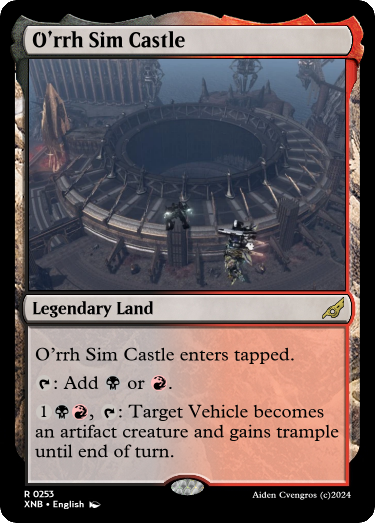 O'rrh Sim Castle
Legendary Land
O'rrh Sim Castle enters tapped.
: Add or .
1 , : Target Vehicle becomes
an artifact creature and gains trample
until end of turn.
R 0253
XNB • English
Aiden Cvengros (c)2024